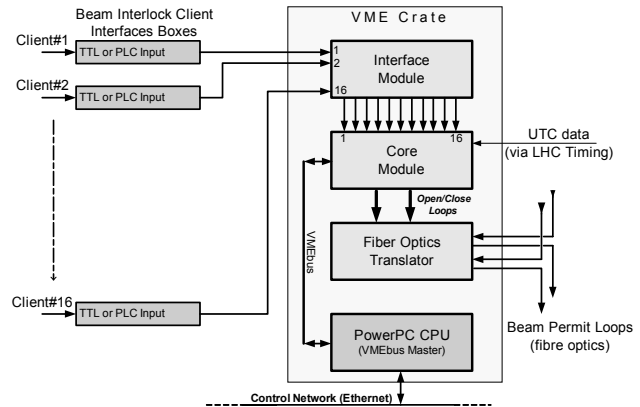 Beam Interlock Client
Interfaces Boxes
VME Crate
Client#1
TTL or PLC Input
1
2
16
Interface
Module
Client#2
TTL or PLC Input
1
16
Core
Module
UTC data
(via LHC Timing)
Open/Close
Loops
VMEbus
Fiber Optics
Translator
Client#16
TTL or PLC Input
Beam Permit Loops
(fibre optics)
PowerPC CPU
(VMEbus Master)
Control Network (Ethernet)